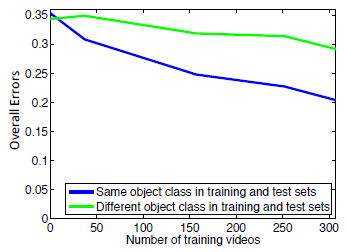 0.35
0.3
0.25
0.2
0.15
0.1
0.05
0
Overall Errors
Same object class in training and test sets
Different object class in training and test sets
0 50 100 150 200 250 300
Number of training videos